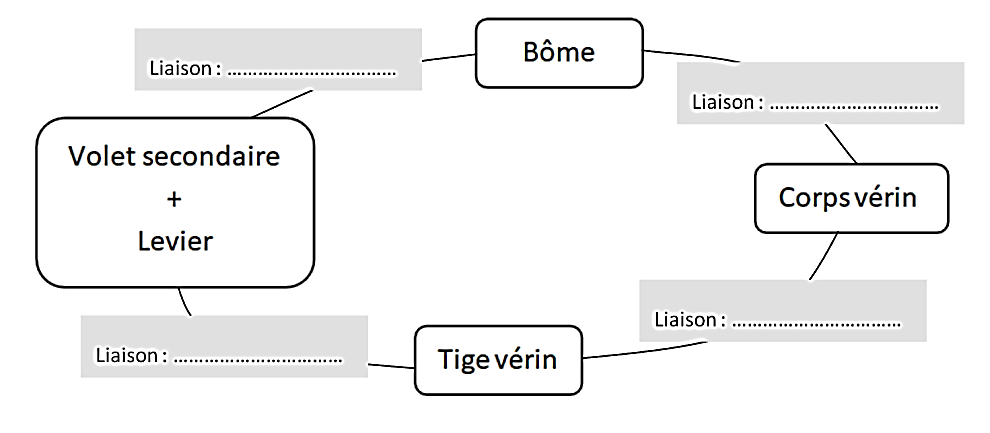 Bôme
Liaison : ................................
Liaison : ................................
Volet secondaire
+
Levier
Corps vérin
Liaison : ................................
Liaison : ................................
Tige vérin